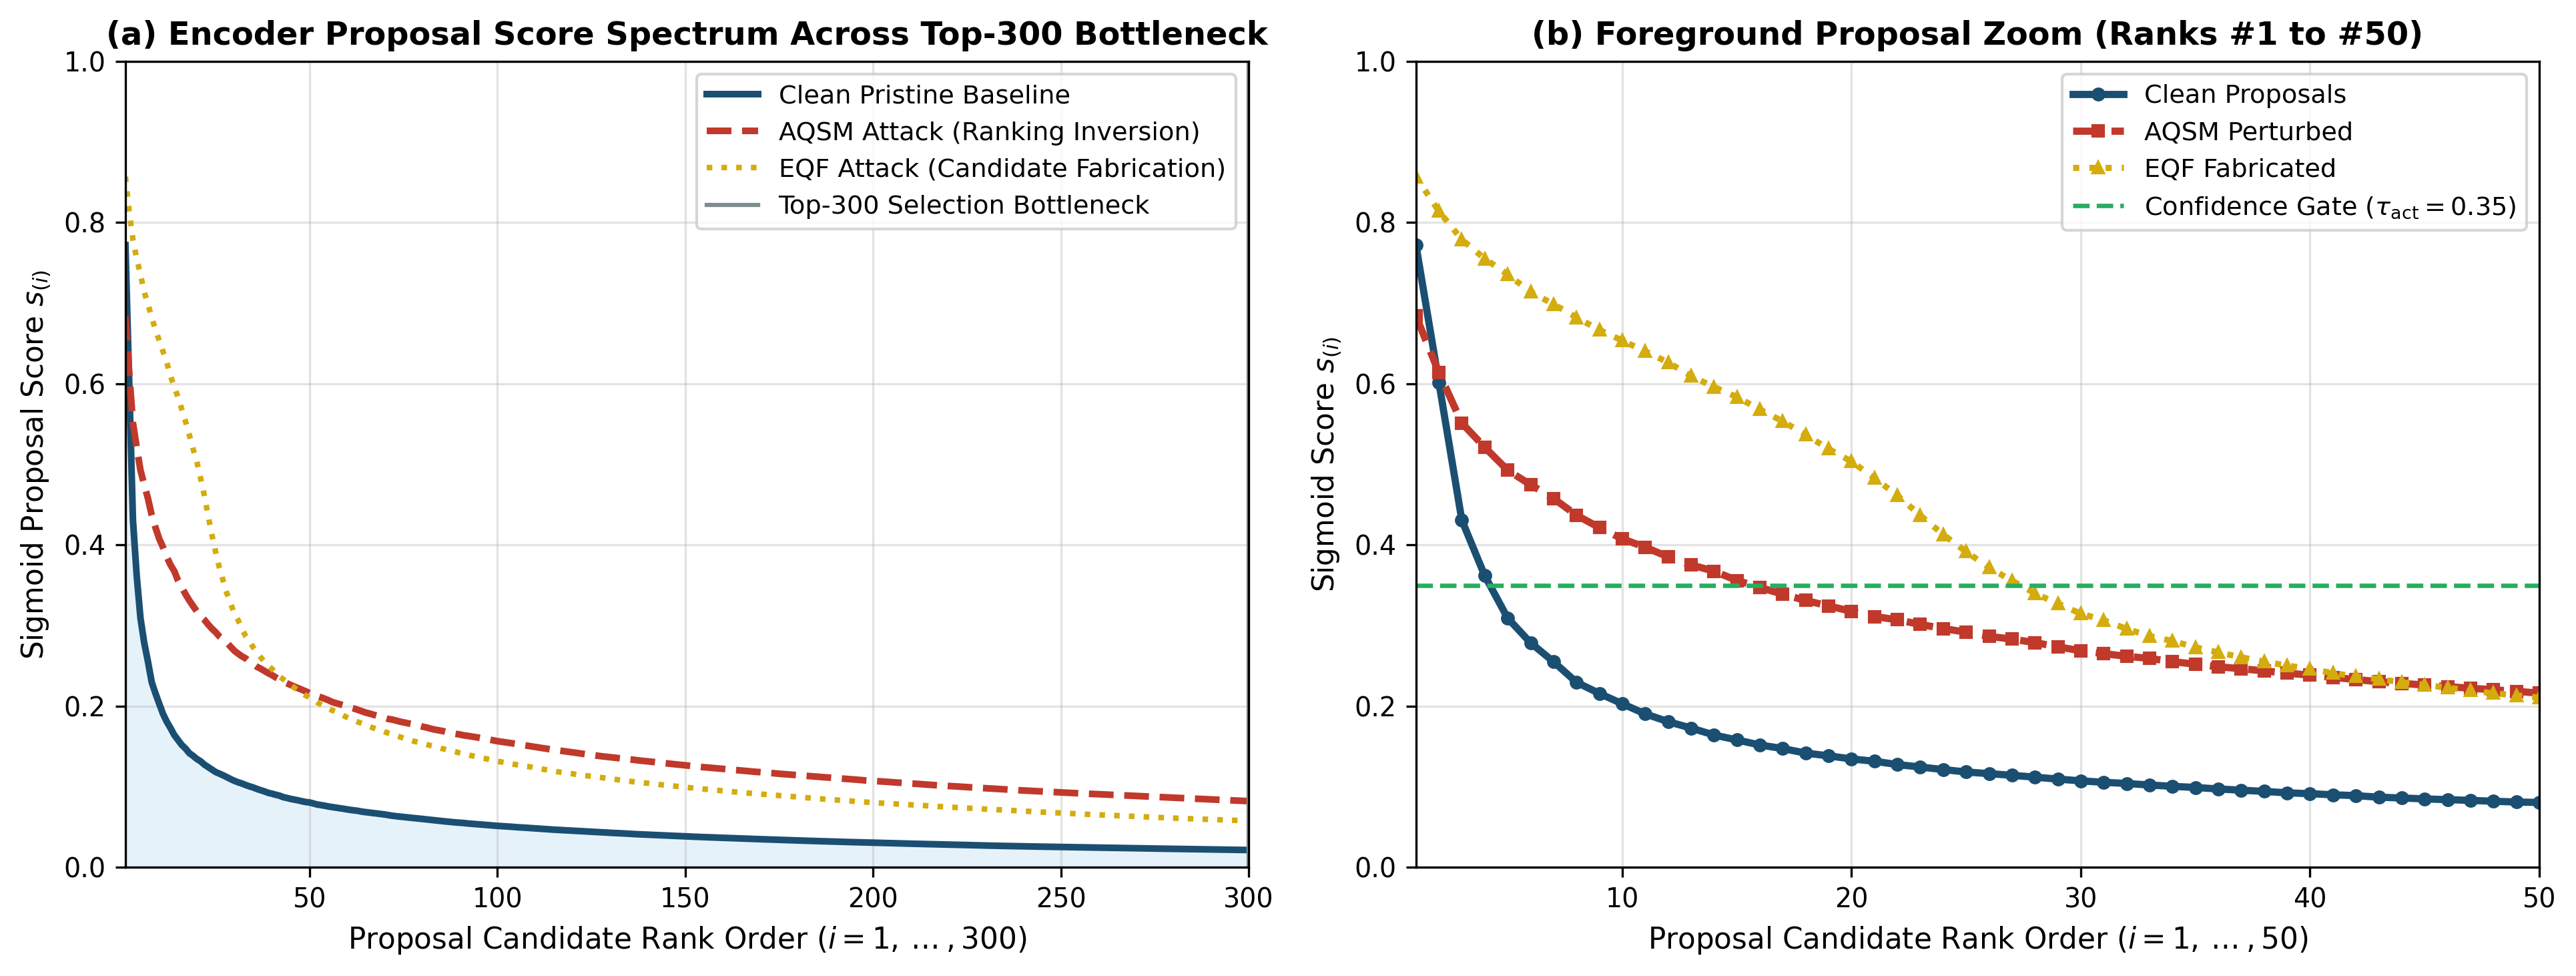 (a) Encoder Proposal Score Spectrum Across Top-300 Bottleneck
Sigmoid Proposal Score s(i)
1.0
0.8
0.6
0.4
0.2
0.0
Clean Pristine Baseline
AQSM Attack (Ranking Inversion)
EQF Attack (Candidate Fabrication)
Top-300 Selection Bottleneck
50 100 150 200 250 300
Proposal Candidate Rank Order (i = 1, … , 300)
(b) Foreground Proposal Zoom (Ranks #1 to #50)
Sigmoid Score s(i)
1.0
0.8
0.6
0.4
0.2
0.0
Clean Proposals
AQSM Perturbed
EQF Fabricated
Confidence Gate (τact = 0.35)
10 20 30 40 50
Proposal Candidate Rank Order (i = 1, … , 50)